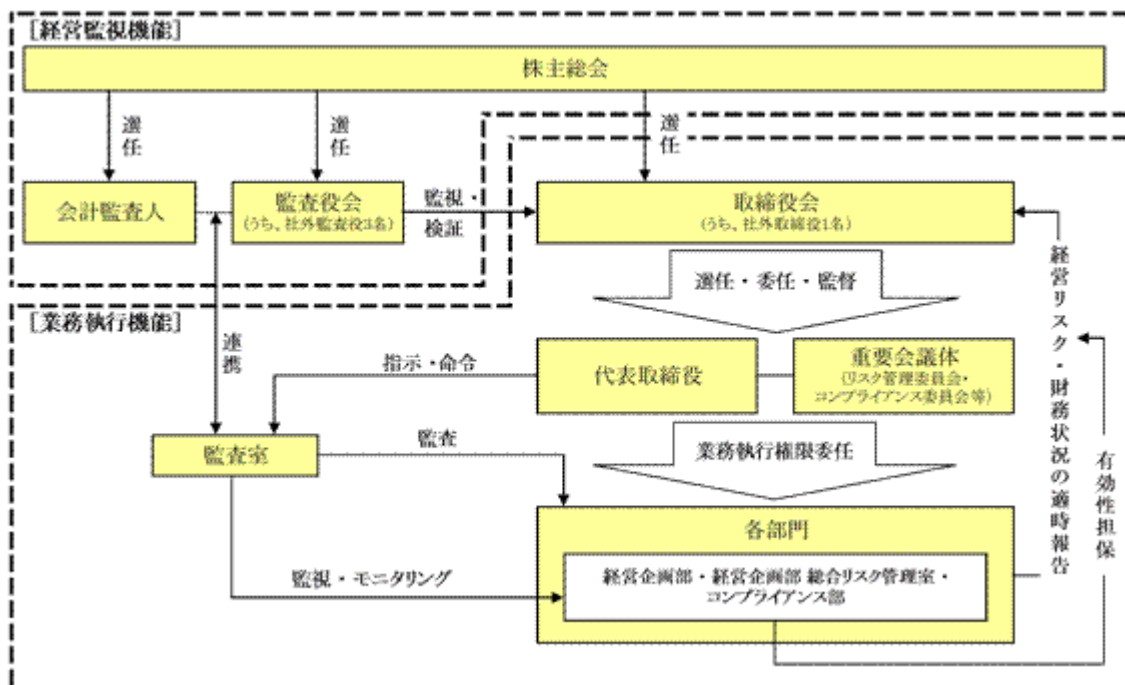 [経営監視機能]
株主総会
選任
選任
選任
会計監査人
監査役会
(うち、社外監査役3名)
監視・
検証
取締役会
(うち、社外取締役1名)
選任・委任・監督
[業務執行機能]
連携
指示・命令
代表取締役
重要会議体
(リスク管理委員会・
コンプライアンス委員会等)
経営リスク・財務状況の適時報告
有効性担保
監査室
監査
業務執行権限委任
各部門
監視・モニタリング
経営企画部・経営企画部 総合リスク管理室・
コンプライアンス部